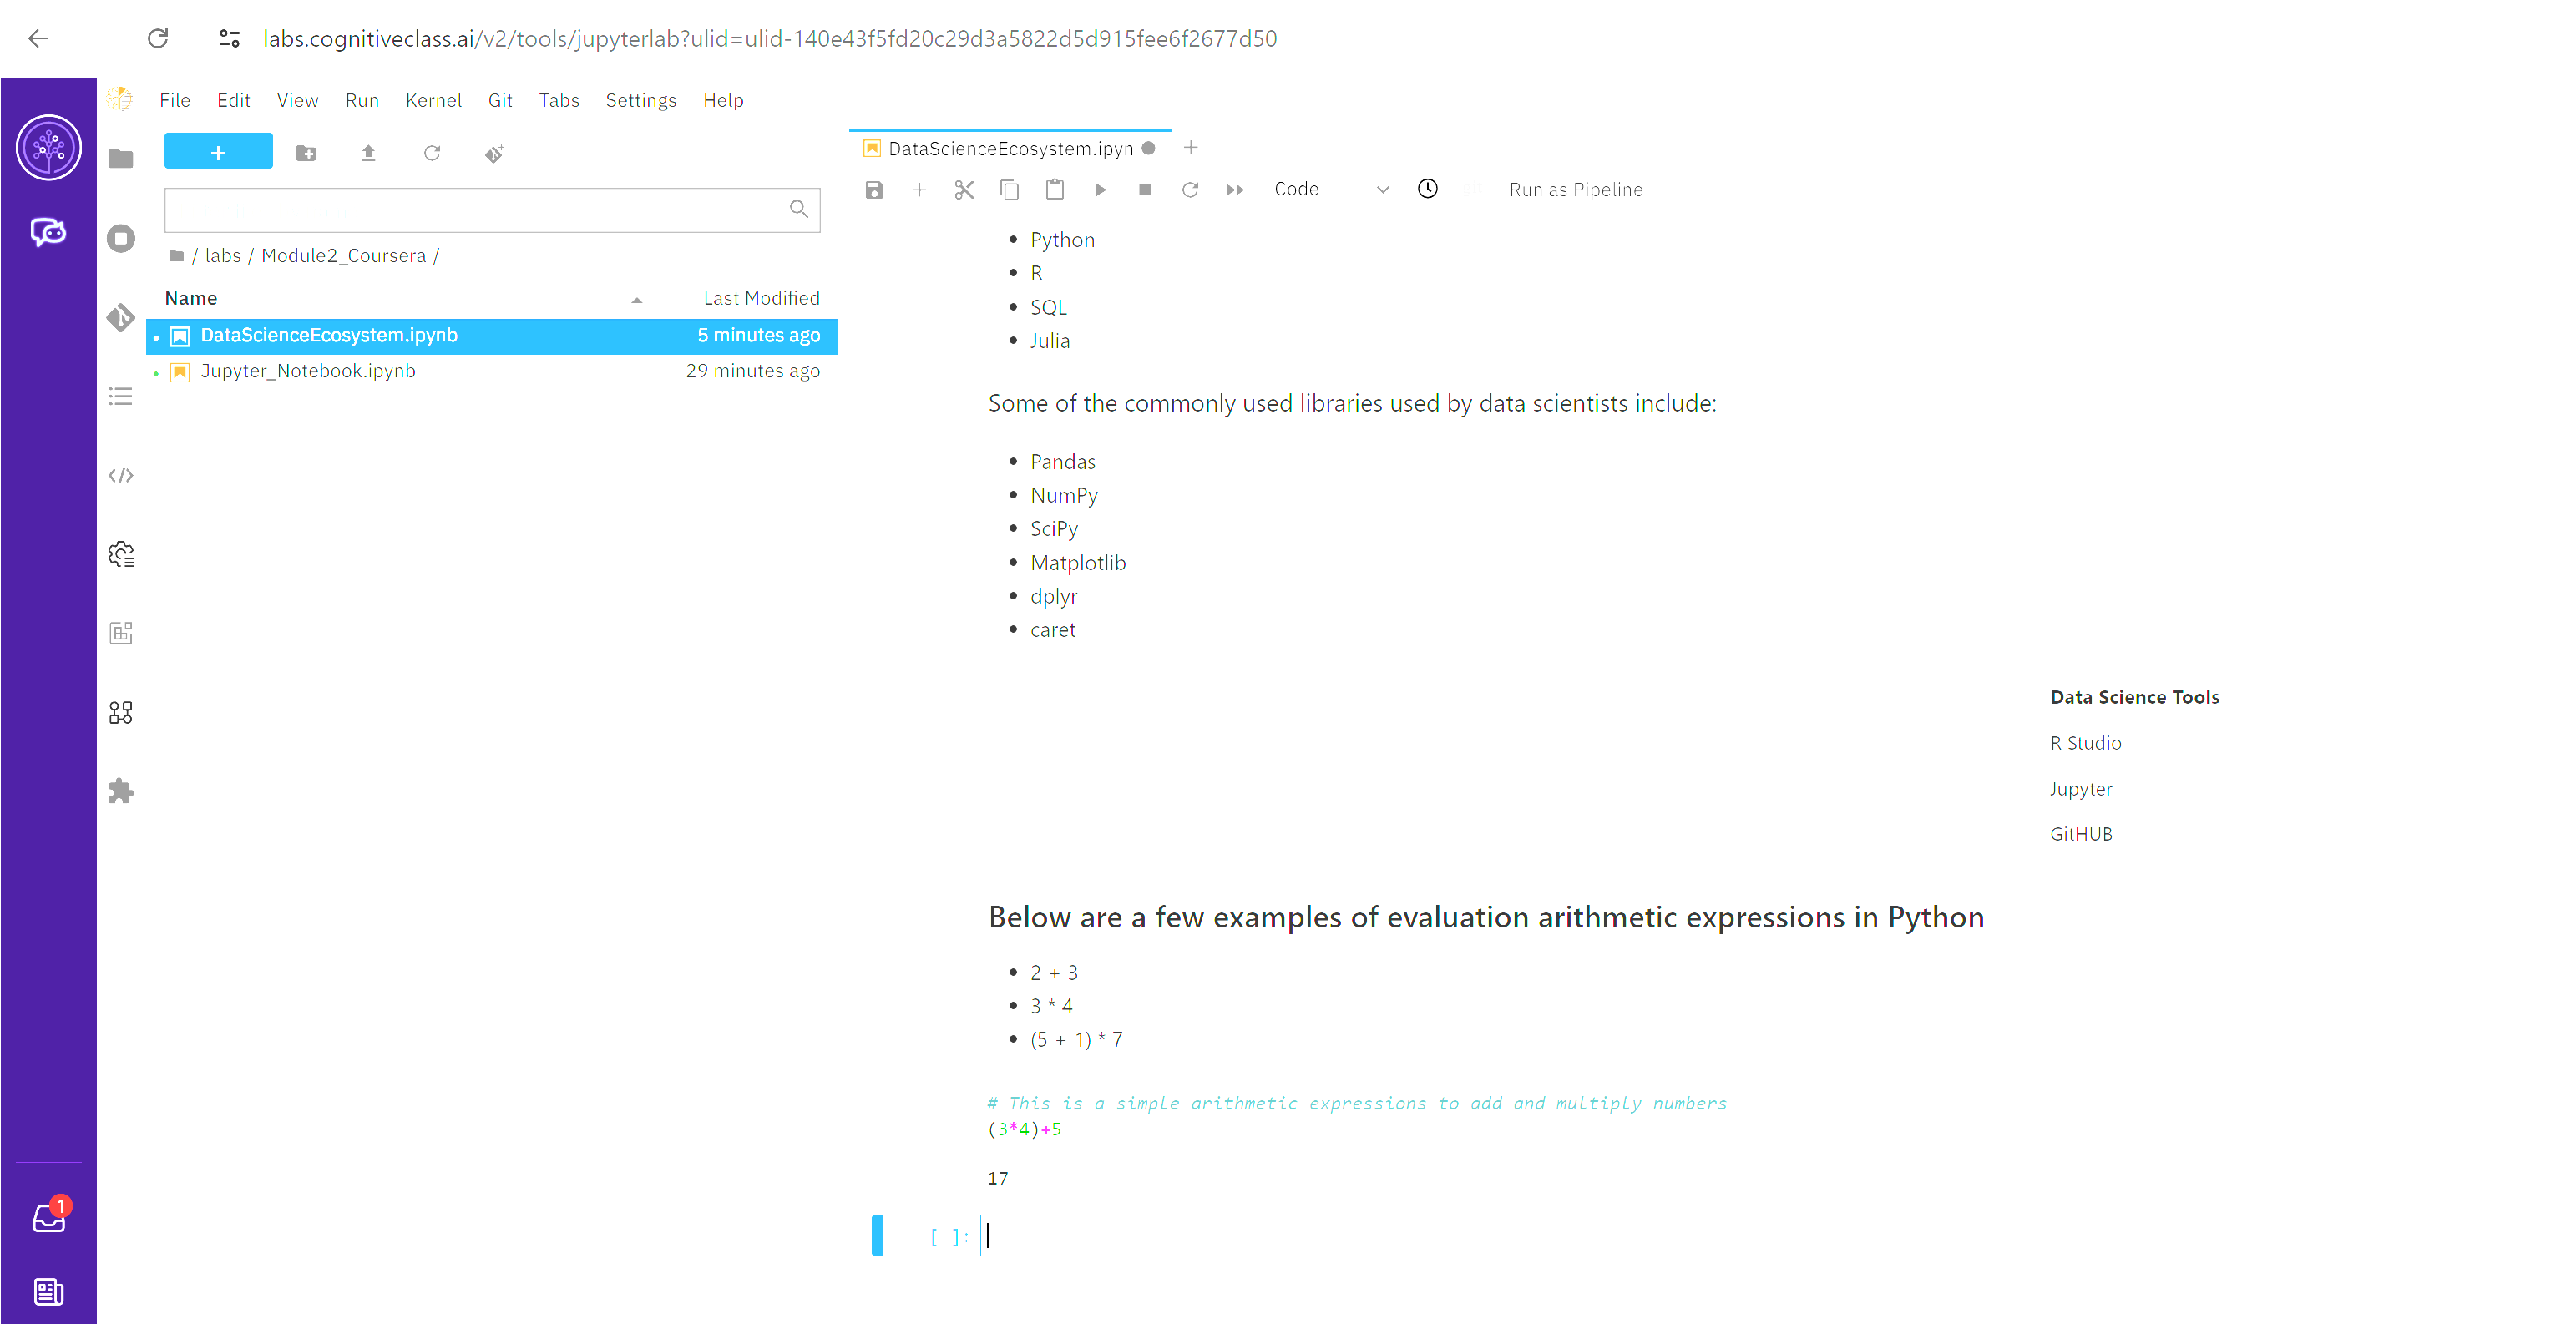 labs.cognitiveclass.ai/v2/tools/jupyterlab?ulid=ulid-140e43f5fd20c29d3a5822d5d915fee6f2677d50
File Edit View Run Kernel Git Tabs Settings Help
DataScienceEcosystem.ipyn
Code Run as Pipeline
/ labs / Module2_Coursera /
Name Last Modified
DataScienceEcosystem.ipynb 5 minutes ago
Jupyter_Notebook.ipynb 29 minutes ago
Python
R
SQL
Julia
Some of the commonly used libraries used by data scientists include:
Pandas
NumPy
SciPy
Matplotlib
dplyr
caret
Data Science Tools
R Studio
Jupyter
GitHUB
Below are a few examples of evaluation arithmetic expressions in Python
2 + 3
3 * 4
(5 + 1) * 7
# This is a simple arithmetic expressions to add and multiply numbers
(3*4)+5
17
[ ]:
1